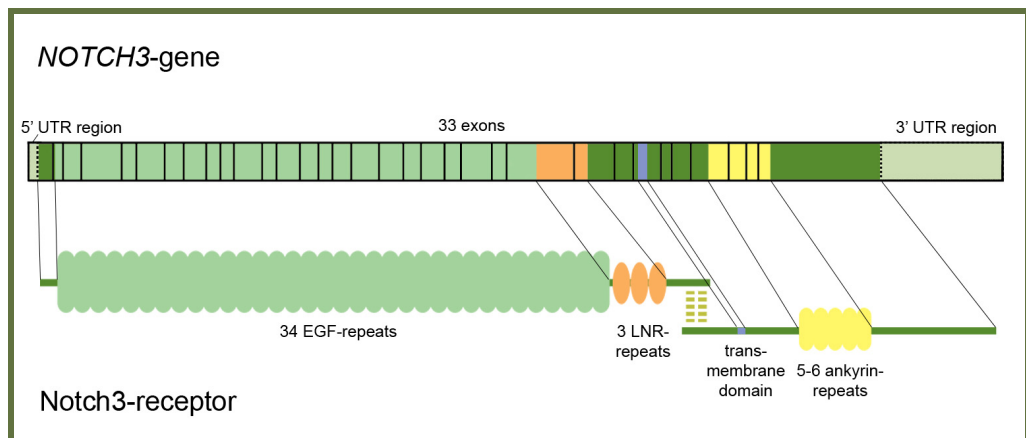 NOTCH3-gene
5' UTR region
33 exons
3' UTR region
34 EGF-repeats
3 LNR-
repeats
trans-
membrane
domain
5-6 ankyrin-
repeats
Notch3-receptor